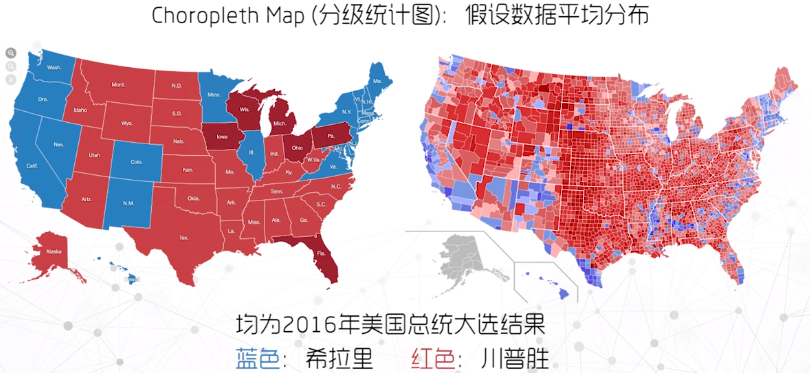 Choropleth Map (分级统计图)： 假设数据平均分布
Wash.
Mont.
N.D.
Minn.
Me.
Ore.
Idaho
S.D.
Wis.
Mich.
N.Y.
Vt.
N.H.
Mass.
Conn.
Wyo.
Iowa
Pa.
Nev.
Neb.
Ohio
Utah
Colo.
Ill.
Ind.
W.Va.
Va.
Calif.
Kan.
Mo.
Ky.
N.C.
Tenn.
Ariz.
N.M.
Okla.
Ark.
S.C.
Miss.
Ala.
Ga.
Tex.
La.
Alaska
Fla.
均为2016年美国总统大选结果
蓝色： 希拉里 红色： 川普胜